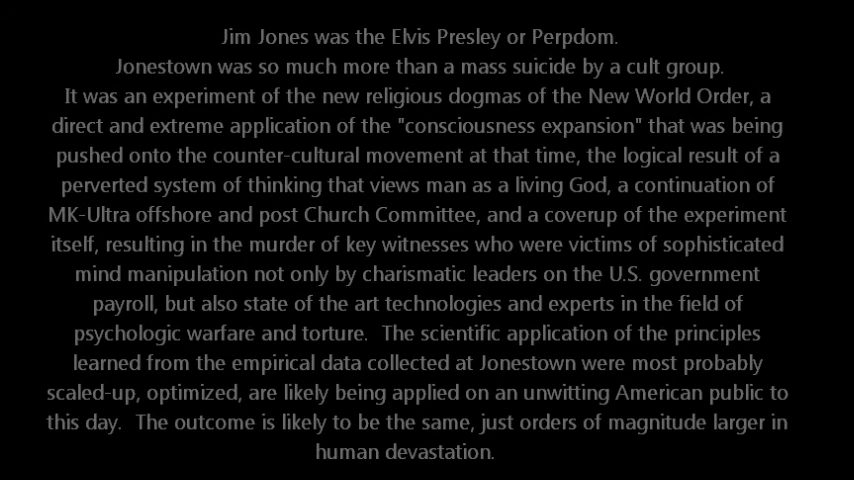 Jim Jones was the Elvis Presley or Perpdom.
Jonestown was so much more than a mass suicide by a cult group.
It was an experiment of the new religious dogmas of the New World Order, a
direct and extreme application of the "consciousness expansion" that was being
pushed onto the counter-cultural movement at that time, the logical result of a
perverted system of thinking that views man as a living God, a continuation of
MK-Ultra offshore and post Church Committee, and a coverup of the experiment
itself, resulting in the murder of key witnesses who were victims of sophisticated
mind manipulation not only by charismatic leaders on the U.S. government
payroll, but also state of the art technologies and experts in the field of
psychologic warfare and torture.  The scientific application of the principles
learned from the empirical data collected at Jonestown were most probably
scaled-up, optimized, are likely being applied on an unwitting American public to
this day.  The outcome is likely to be the same, just orders of magnitude larger in
human devastation.